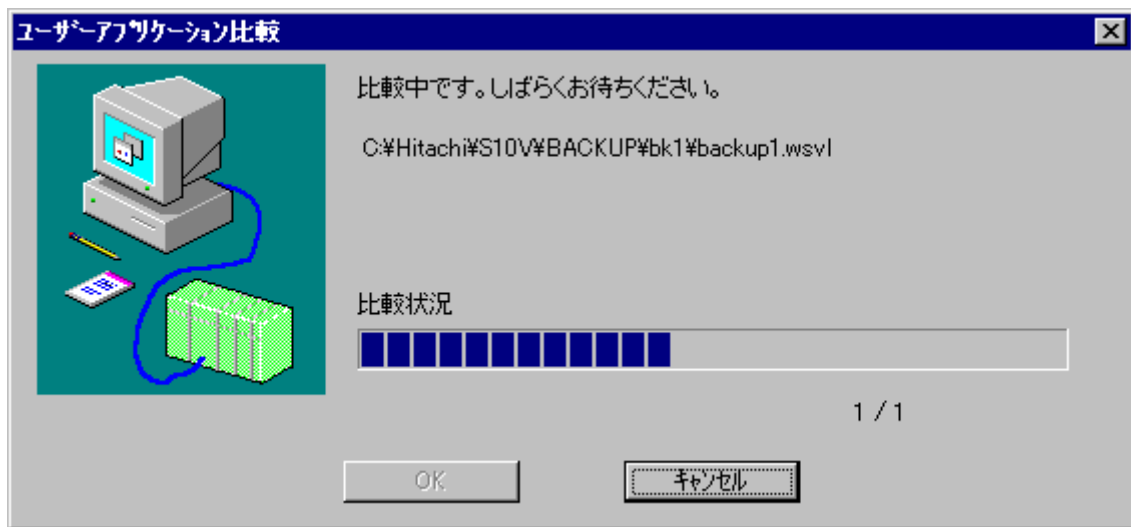 ユーザーアプリケーション比較
比較中です。しばらくお待ちください。
C:¥Hitachi¥S10V¥BACKUP¥bk1¥backup1.wsvl
比較状況
1 / 1
OK
キャンセル